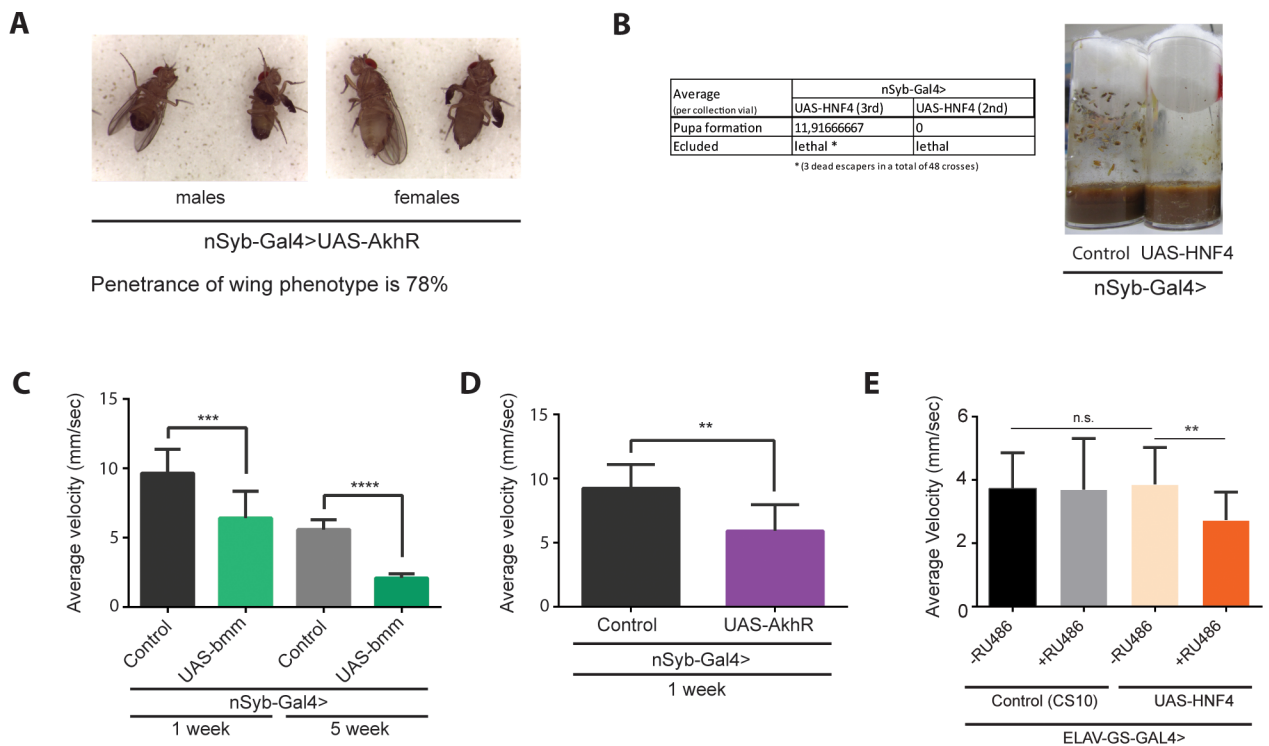 A
males
females
nSyb-Gal4>UAS-AkhR
Penetrance of wing phenotype is 78%
B
Average
(per collection vial)
nSyb-Gal4>
UAS-HNF4 (3rd)
UAS-HNF4 (2nd)
Pupa formation
11,91666667
0
Ecluded
lethal *
lethal
* (3 dead escapers in a total of 48 crosses)
Control UAS-HNF4
nSyb-Gal4>
C
Average velocity (mm/sec)
15
10
5
0
***
****
Control
UAS-bmm
Control
UAS-bmm
nSyb-Gal4>
1 week
5 week
D
Average velocity (mm/sec)
15
10
5
0
**
Control
UAS-AkhR
nSyb-Gal4>
1 week
E
Average Velocity (mm/sec)
6
4
2
0
n.s.
**
-RU486
+RU486
-RU486
+RU486
Control (CS10)
UAS-HNF4
ELAV-GS-GAL4>